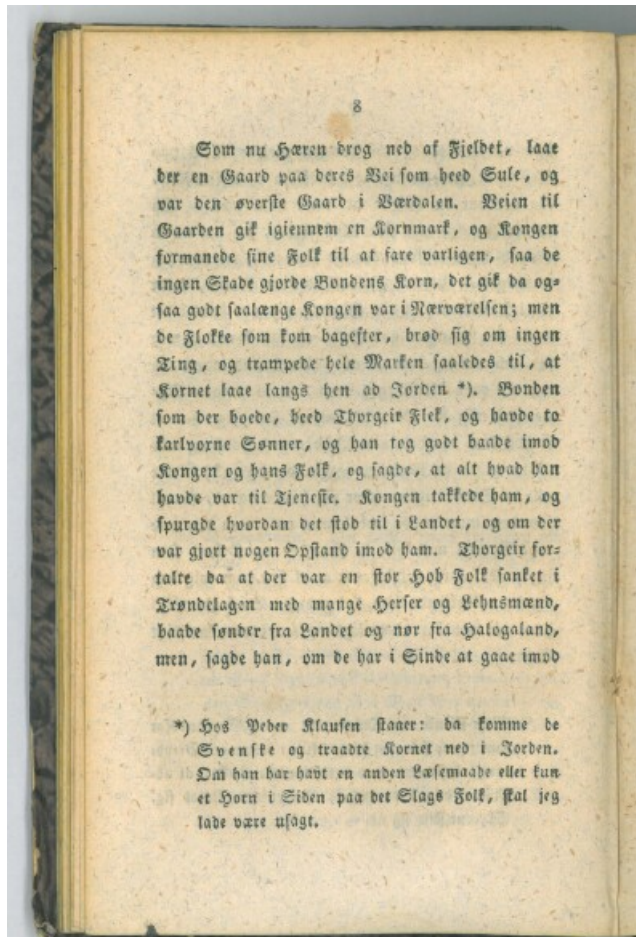 8
Som nu Hæren drog ned af Fjeldet, laae
der en Gaard paa deres Vei som heed Sule, og
var den øverste Gaard i Værdalen. Veien til
Gaarden gik igiennem en Kornmark, og Kongen
formanede sine Folk til at fare varligen, saa de
ingen Skade gjorde Bondens Korn, det gik da og=
saa godt saalænge Kongen var i Nærværelsen; men
de Flokke som kom bagefter, brød sig om ingen
Ting, og trampede hele Marken saaledes til, at
Kornet laae langs hen ad Jorden *). Bonden
som der boede, heed Thorgeir Flek, og havde to
karlvoxne Sønner, og han tog godt baade imod
Kongen og hans Folk, og sagde, at alt hvad han
havde var til Tjeneste. Kongen takkede ham, og
spurgde hvordan det stod til i Landet, og om der
var gjort nogen Opstand imod ham. Thorgeir for=
talte da at der var en stor Hob Folk sanket i
Trøndelagen med mange Herser og Lehnsmænd,
baade sønder fra Landet og nør fra Halogaland,
men, sagde han, om de har i Sinde at gaae imod
*) Hos Peder Klausen staaer: da komme de
Svenske og traadte Kornet ned i Jorden.
Om han har havt en anden Læsemaade eller kun
et Horn i Siden paa det Slags Folk, skal jeg
lade være usagt.